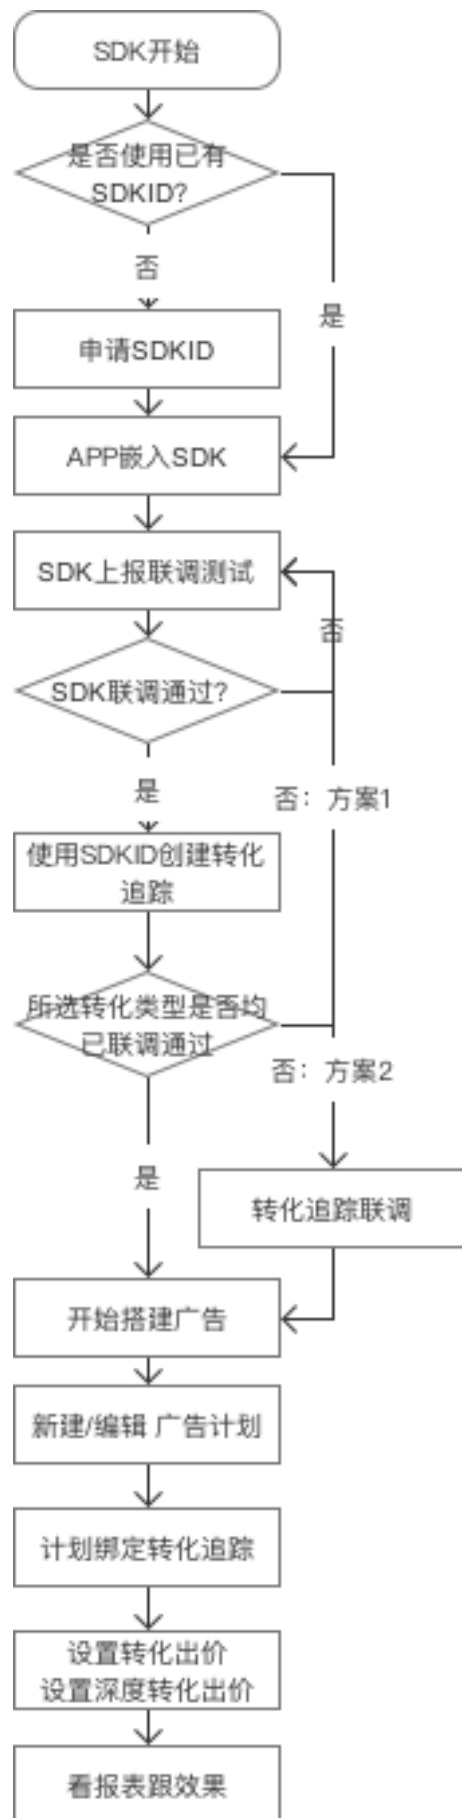 SDK开始
是否使用已有
SDKID?
否
是
申请SDKID
APP嵌入SDK
SDK上报联调测试
否
SDK联调通过?
是
否：方案1
使用SDKID创建转化
追踪
所选转化类型是否均
已联调通过
否：方案2
是
转化追踪联调
开始搭建广告
新建/编辑 广告计划
计划绑定转化追踪
设置转化出价
设置深度转化出价
看报表跟效果